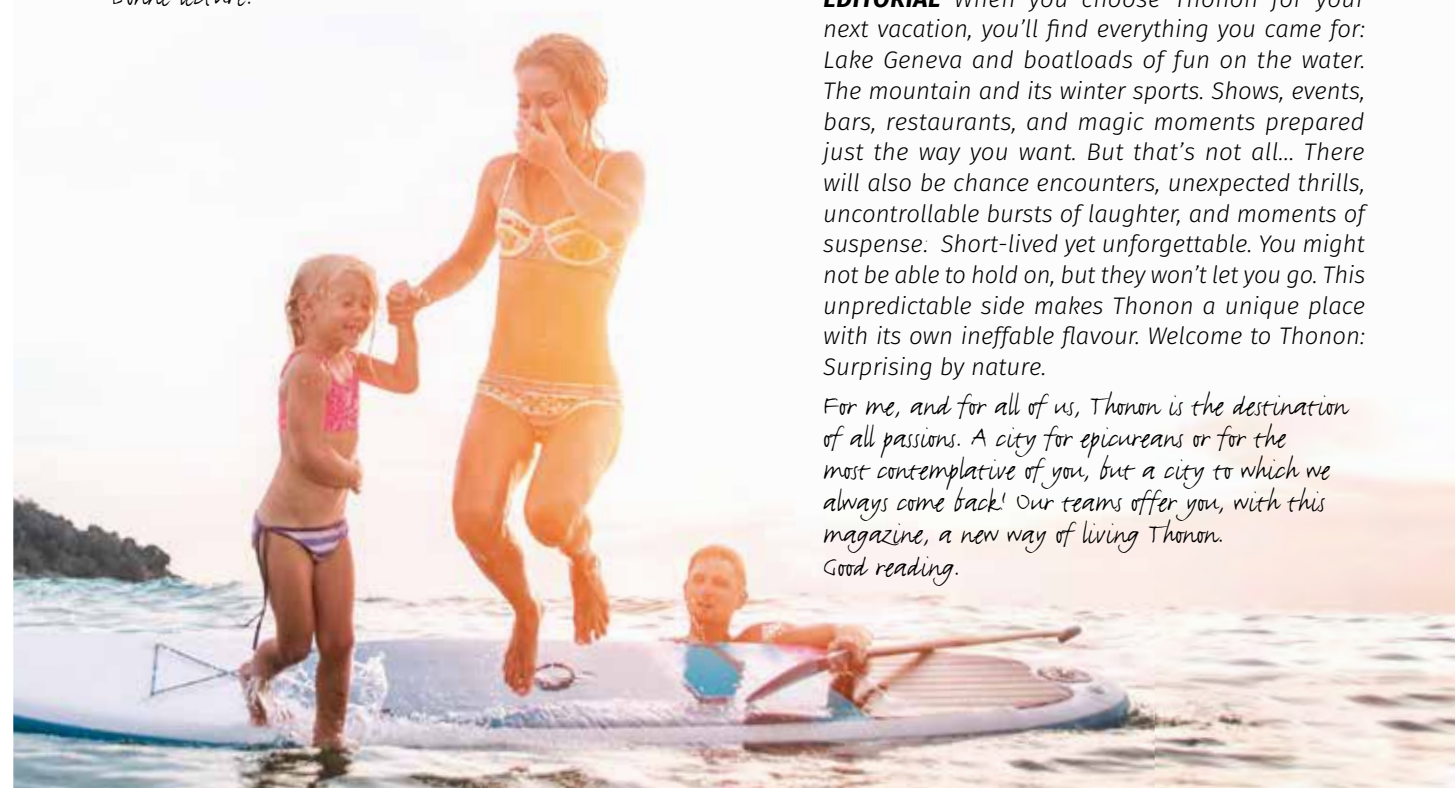 Bonne lecture!
EDITORIAL When you choose Thonon for your
next vacation, you’ll find everything you came for:
Lake Geneva and boatloads of fun on the water.
The mountain and its winter sports. Shows, events,
bars, restaurants, and magic moments prepared
just the way you want. But that’s not all... There
will also be chance encounters, unexpected thrills,
uncontrollable bursts of laughter, and moments of
suspense:  Short-lived yet unforgettable. You might
not be able to hold on, but they won’t let you go. This
unpredictable side makes Thonon a unique place
with its own ineffable flavour. Welcome to Thonon:
Surprising by nature.
For me, and for all of us, Thonon is the destination
of all passions. A city for epicureans or for the
most contemplative of you, but a city to which we
always come back! Our teams offer you, with this
magazine, a new way of living Thonon.
Good reading.